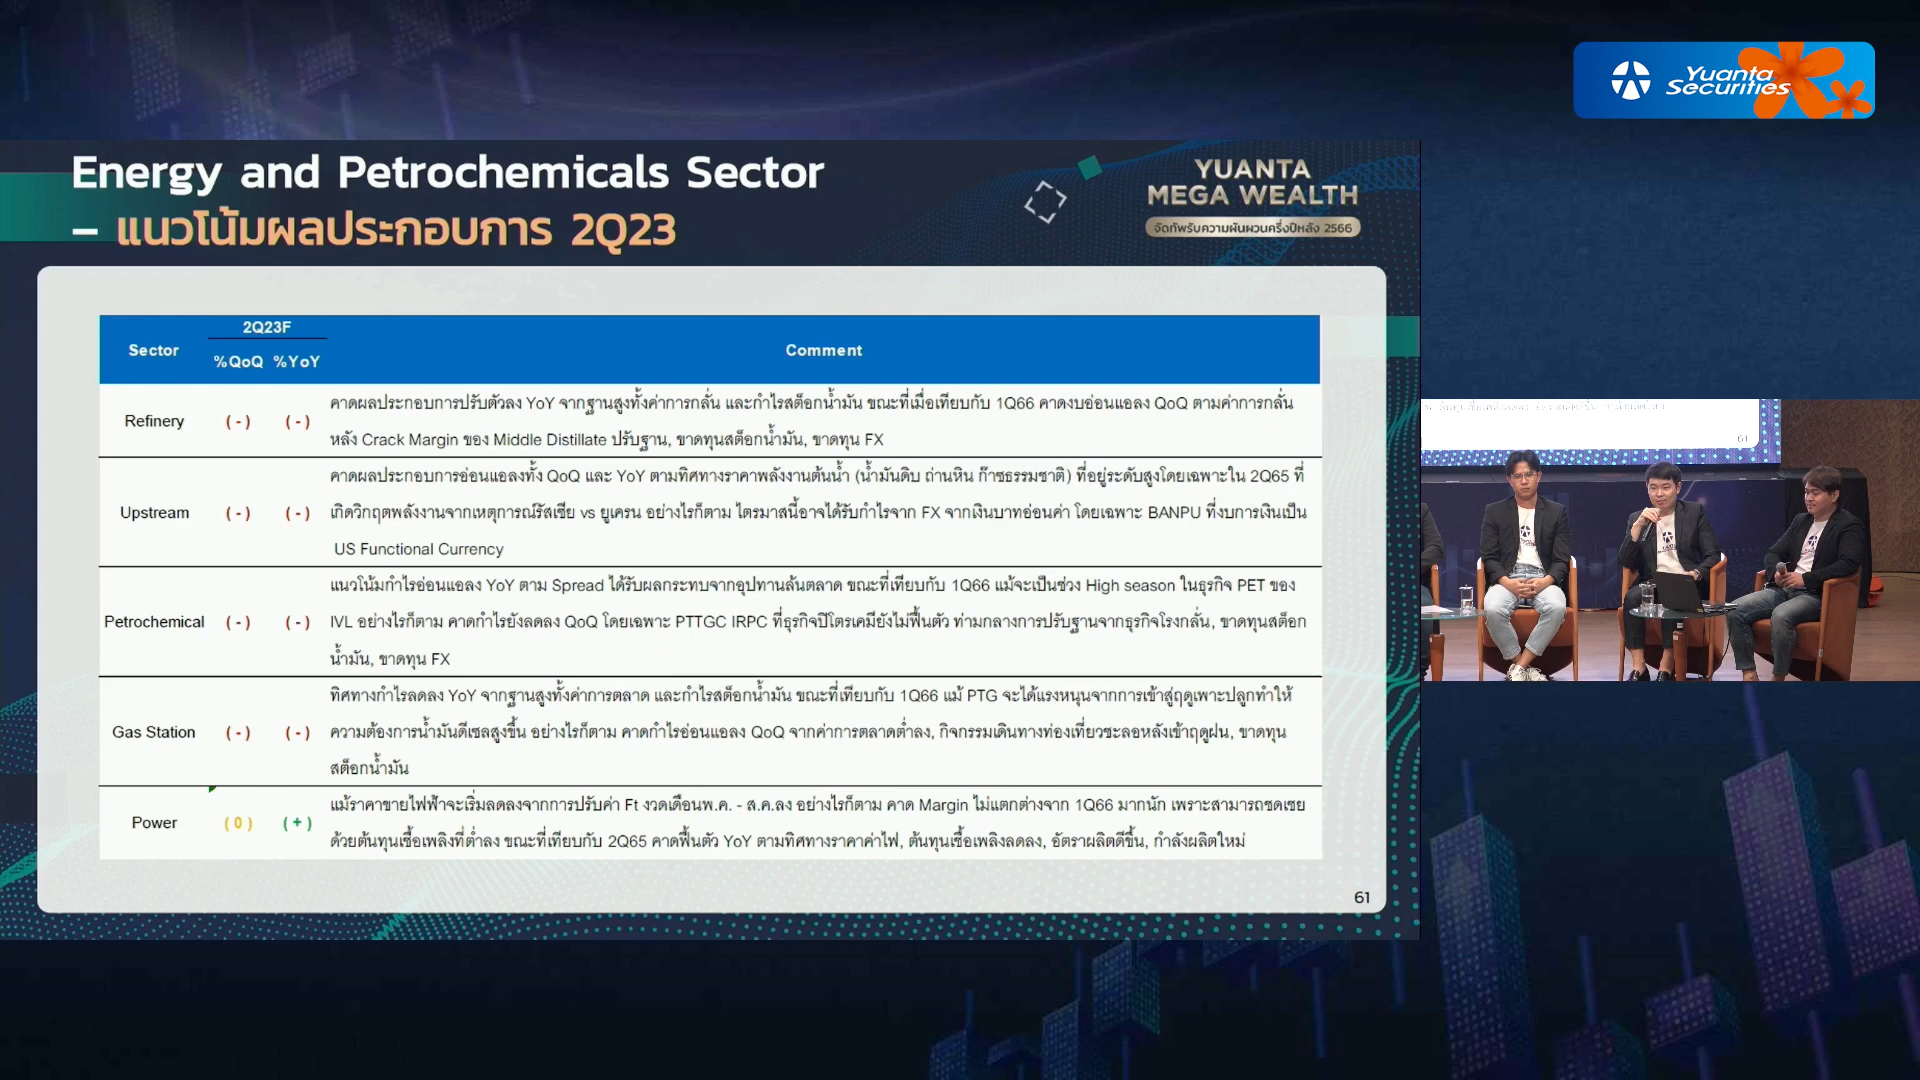 Yuanta
Securities
Energy and Petrochemicals Sector
– แนวโน้มผลประกอบการ 2Q23
YUANTA
MEGA WEALTH
จัดทัพรับความผันผวนครึ่งปีหลัง 2566
Sector
2Q23F
%QoQ %YoY
Comment
Refinery (-) (-)
คาดผลประกอบการปรับตัวลง YoY จากฐานสูงทั้งค่าการกลั่น และกำไรสต็อกน้ำมัน ขณะที่เมื่อเทียบกับ 1Q66 คาดงบอ่อนแอลง QoQ ตามค่าการกลั่น
หลัง Crack Margin ของ Middle Distillate ปรับฐาน, ขาดทุนสต็อกน้ำมัน, ขาดทุน FX
Upstream (-) (-)
คาดผลประกอบการอ่อนแอลงทั้ง QoQ และ YoY ตามทิศทางราคาพลังงานต้นน้ำ (น้ำมันดิบ ถ่านหิน ก๊าซธรรมชาติ) ที่อยู่ระดับสูงโดยเฉพาะใน 2Q65 ที่
เกิดวิกฤตพลังงานจากเหตุการณ์รัสเซีย vs ยูเครน อย่างไรก็ตาม ไตรมาสนี้อาจได้รับกำไรจาก FX จากเงินบาทอ่อนค่า โดยเฉพาะ BANPU ที่งบการเงินเป็น
US Functional Currency
Petrochemical (-) (-)
แนวโน้มกำไรอ่อนแอลง YoY ตาม Spread ได้รับผลกระทบจากอุปทานล้นตลาด ขณะที่เทียบกับ 1Q66 แม้จะเป็นช่วง High season ในธุรกิจ PET ของ
IVL อย่างไรก็ตาม คาดกำไรยังลดลง QoQ โดยเฉพาะ PTTGC IRPC ที่ธุรกิจปิโตรเคมียังไม่ฟื้นตัว ท่ามกลางการปรับฐานจากธุรกิจโรงกลั่น, ขาดทุนสต็อก
น้ำมัน, ขาดทุน FX
Gas Station (-) (-)
ทิศทางกำไรลดลง YoY จากฐานสูงทั้งค่าการตลาด และกำไรสต็อกน้ำมัน ขณะที่เทียบกับ 1Q66 แม้ PTG จะได้แรงหนุนจากการเข้าสู่ฤดูเพาะปลูกทำให้
ความต้องการน้ำมันดีเซลสูงขึ้น อย่างไรก็ตาม คาดกำไรอ่อนแอลง QoQ จากค่าการตลาดต่ำลง, กิจกรรมเดินทางท่องเที่ยวชะลอหลังเข้าฤดูฝน, ขาดทุน
สต็อกน้ำมัน
Power (0) (+)
แม้ราคาขายไฟฟ้าจะเริ่มลดลงจากการปรับค่า Ft งวดเดือนพ.ค. - ส.ค.ลง อย่างไรก็ตาม คาด Margin ไม่แตกต่างจาก 1Q66 มากนัก เพราะสามารถชดเชย
ด้วยต้นทุนเชื้อเพลิงที่ต่ำลง ขณะที่เทียบกับ 2Q65 คาดฟื้นตัว YoY ตามทิศทางราคาค่าไฟ, ต้นทุนเชื้อเพลิงลดลง, อัตราผลิตดีขึ้น, กำลังผลิตใหม่
61
61